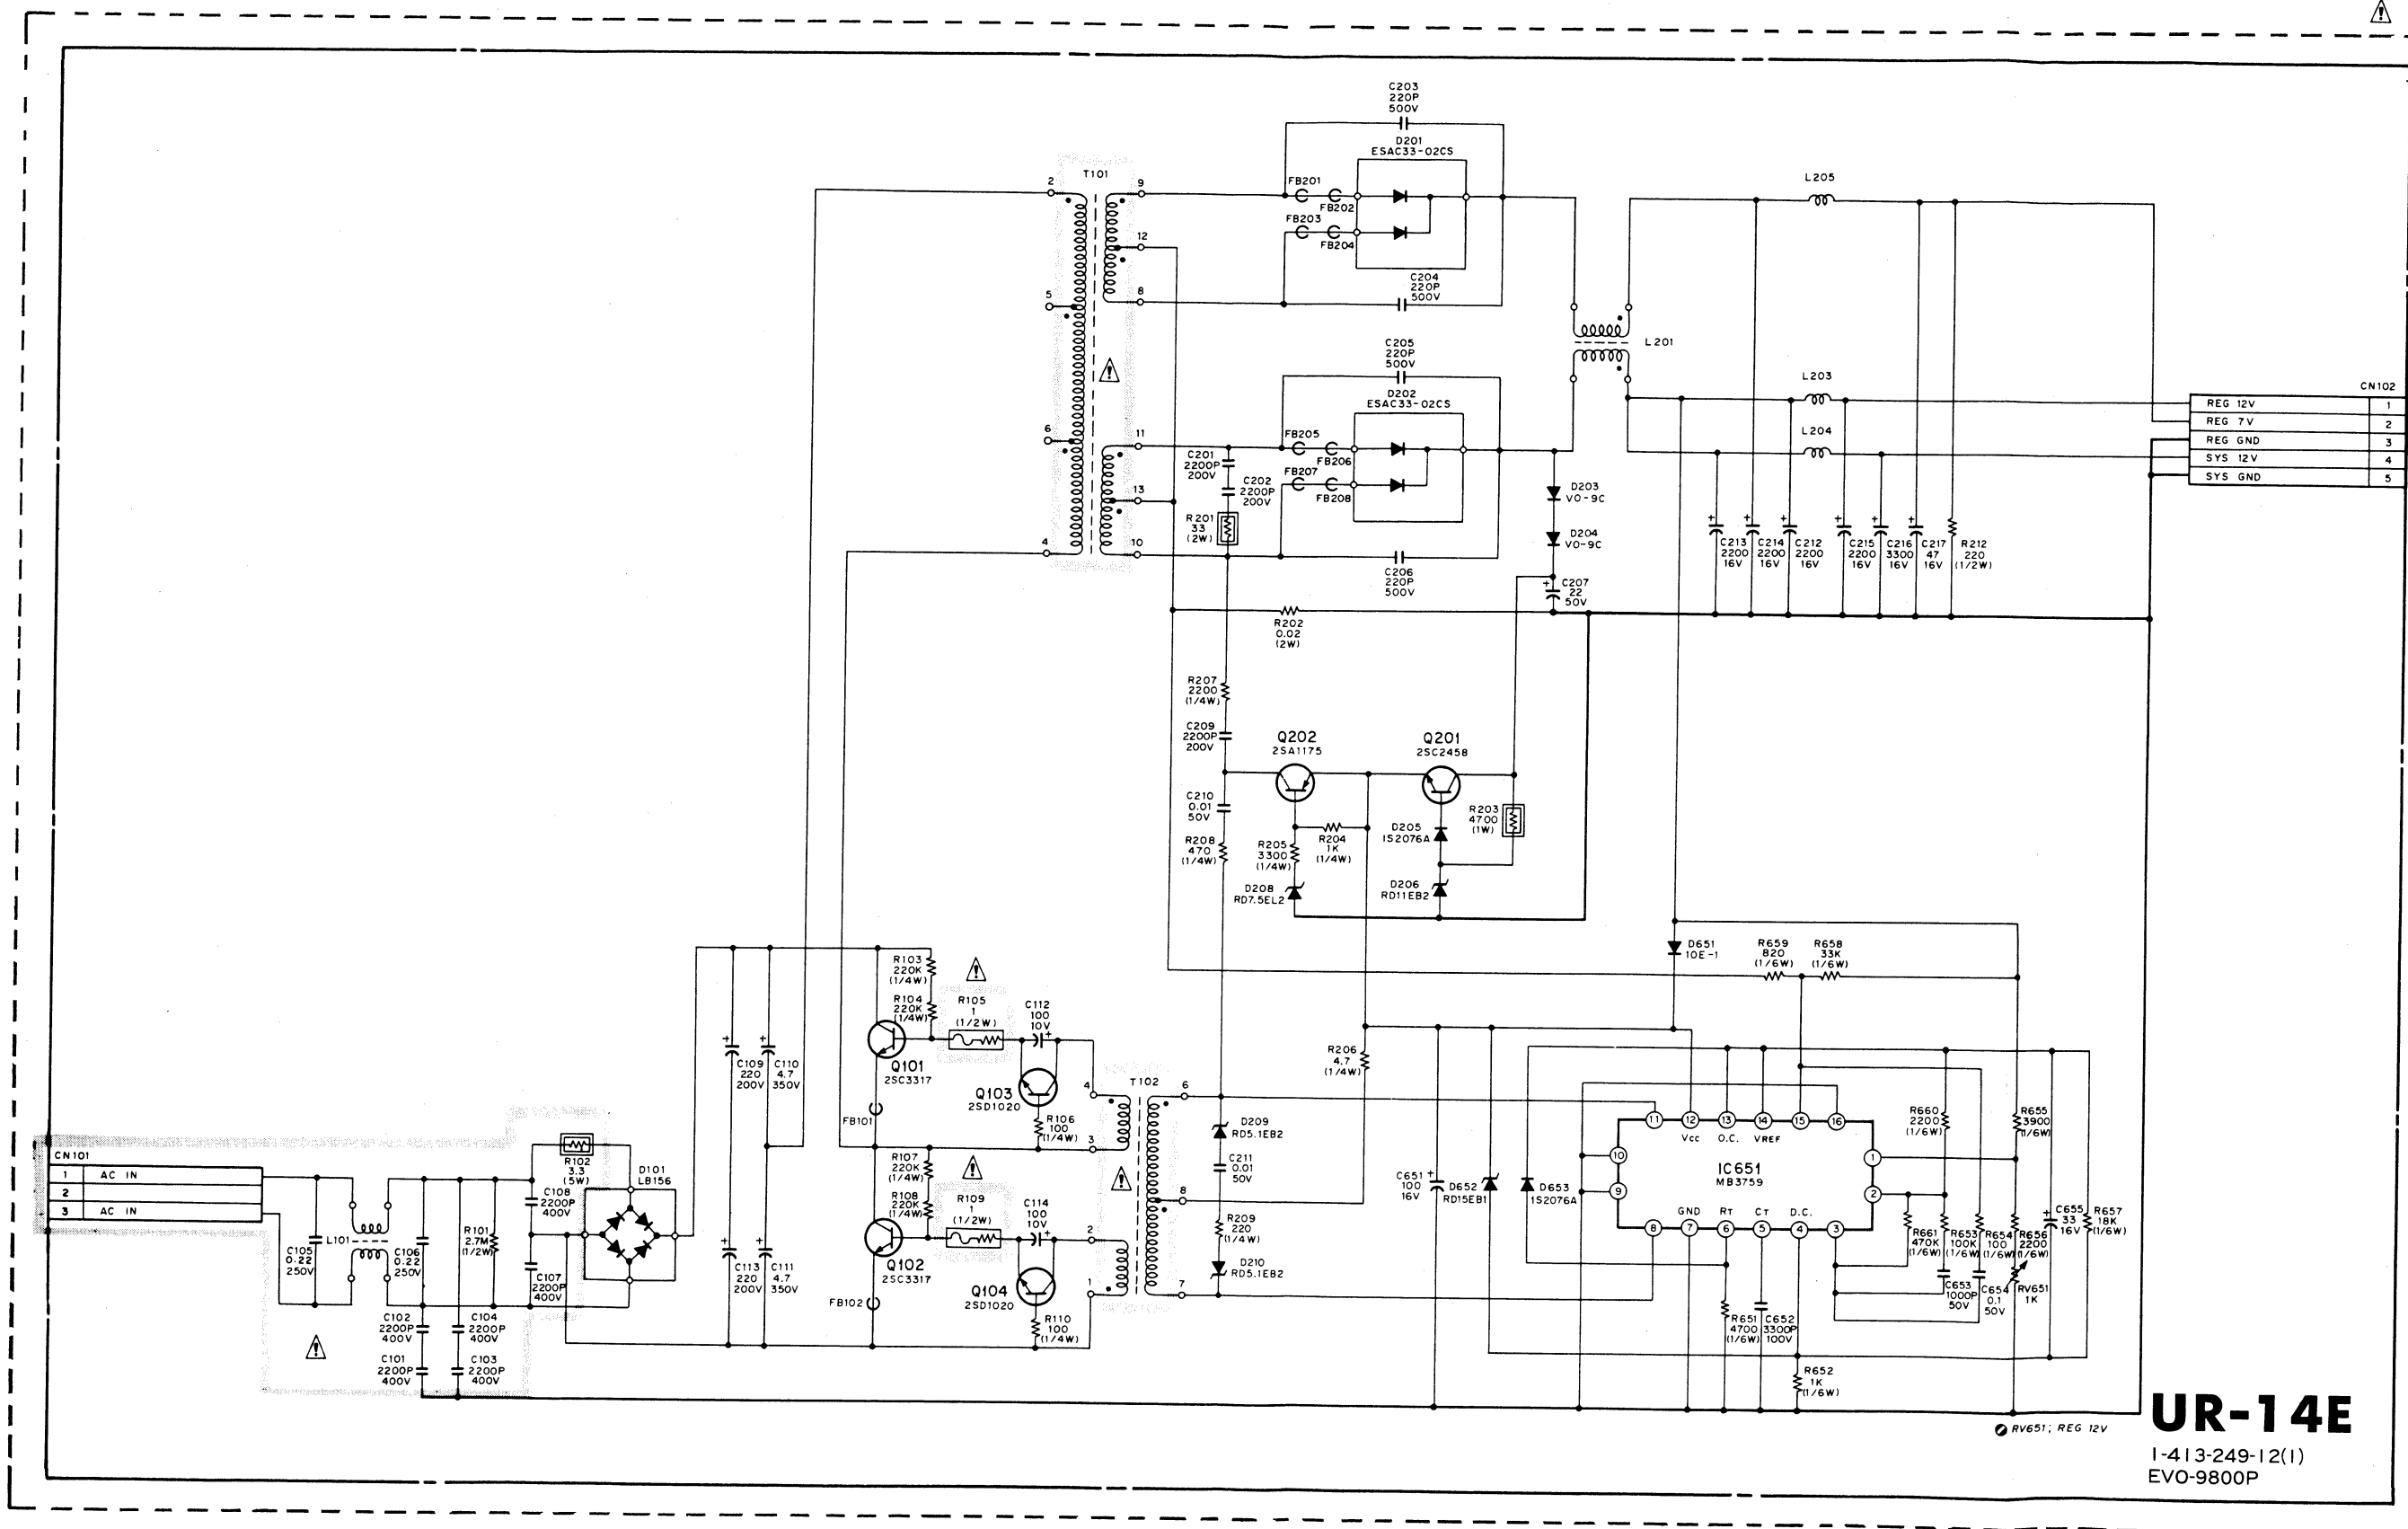 C203
220P
500V
D201
ESAC33-02CS
FB201
FB202
FB203
FB204
C204
220P
500V
T101
2
9
12
5
8
6
11
13
4
10
L205
L201
C205
220P
500V
D202
ESAC33-02CS
FB205
FB206
FB207
FB208
C206
220P
500V
C201
2200P
200V
C202
2200P
200V
R201
33
(2W)
D203
VO-9C
D204
VO-9C
C207
22
50V
L203
L204
C213
2200
16V
C214
2200
16V
C212
2200
16V
C215
2200
16V
C216
3300
16V
C217
47
16V
R212
220
(1/2W)
CN102
REG 12V 1
REG 7V 2
REG GND 3
SYS 12V 4
SYS GND 5
R202
0.02
(2W)
R207
2200
(1/4W)
C209
2200P
200V
Q202
2SA1175
Q201
2SC2458
C210
0.01
50V
R208
470
(1/4W)
R205
3300
(1/4W)
R204
1K
(1/4W)
D205
1S2076A
R203
4700
(1W)
D208
RD7.5EL2
D206
RD11EB2
D651
10E-1
R659
820
(1/6W)
R658
33K
(1/6W)
R103
220K
(1/4W)
R104
220K
(1/4W)
R105
1
(1/2W)
C112
100
10V
Q101
2SC3317
Q103
2SD1020
R106
100
(1/4W)
FB101
C109
220
200V
C110
4.7
350V
T102
4
3
2
1
6
8
7
R206
4.7
(1/4W)
D209
RD5.1EB2
C211
0.01
50V
R209
220
(1/4W)
D210
RD5.1EB2
R107
220K
(1/4W)
R108
220K
(1/4W)
R109
1
(1/2W)
C114
100
10V
Q102
2SC3317
Q104
2SD1020
R110
100
(1/4W)
FB102
C113
220
200V
C111
4.7
350V
CN101
1 AC IN
2
3 AC IN
C105
0.22
250V
L101
C106
0.22
250V
R101
2.7M
(1/2W)
R102
3.3
(5W)
C108
2200P
400V
C107
2200P
400V
D101
LB156
C102
2200P
400V
C104
2200P
400V
C101
2200P
400V
C103
2200P
400V
C651
100
16V
D652
RD15EB1
D653
1S2076A
11 12 13 14 15 16
VCC O.C. VREF
10
9
IC651
MB3759
1
2
GND RT CT D.C.
8 7 6 5 4 3
R660
2200
(1/6W)
R655
3900
(1/6W)
R661
470K
(1/6W)
R653
100K
(1/6W)
R654
100
(1/6W)
R656
2200
(1/6W)
C655
33
16V
R657
18K
(1/6W)
C653
1000P
50V
C654
0.1
50V
RV651
1K
R651
4700
(1/6W)
C652
3300P
100V
R652
1K
(1/6W)
RV651; REG 12V
UR-14E
1-413-249-12(1)
EVO-9800P